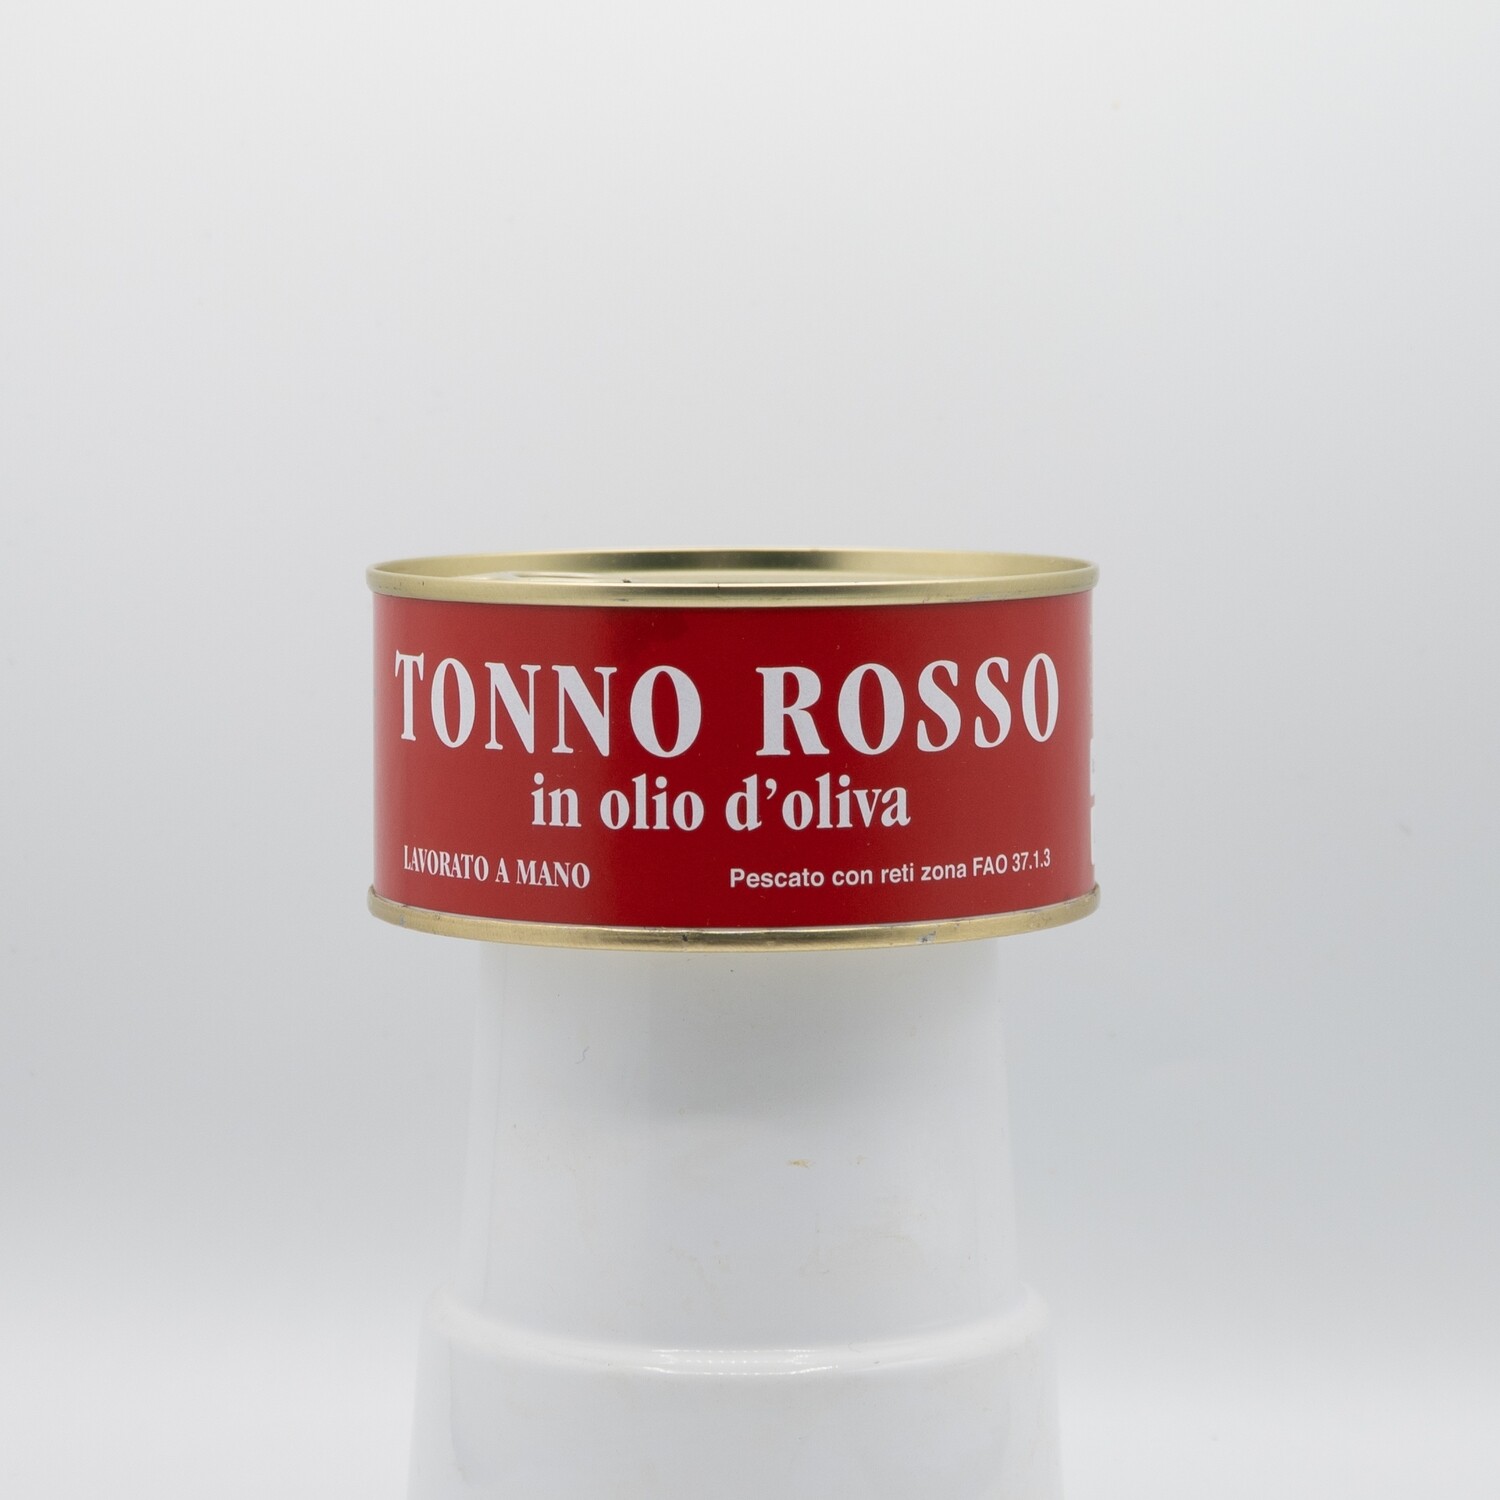 TONNO ROSSO
in olio d’oliva
LAVORATO A MANO
Pescato con reti zona FAO 37.1.3